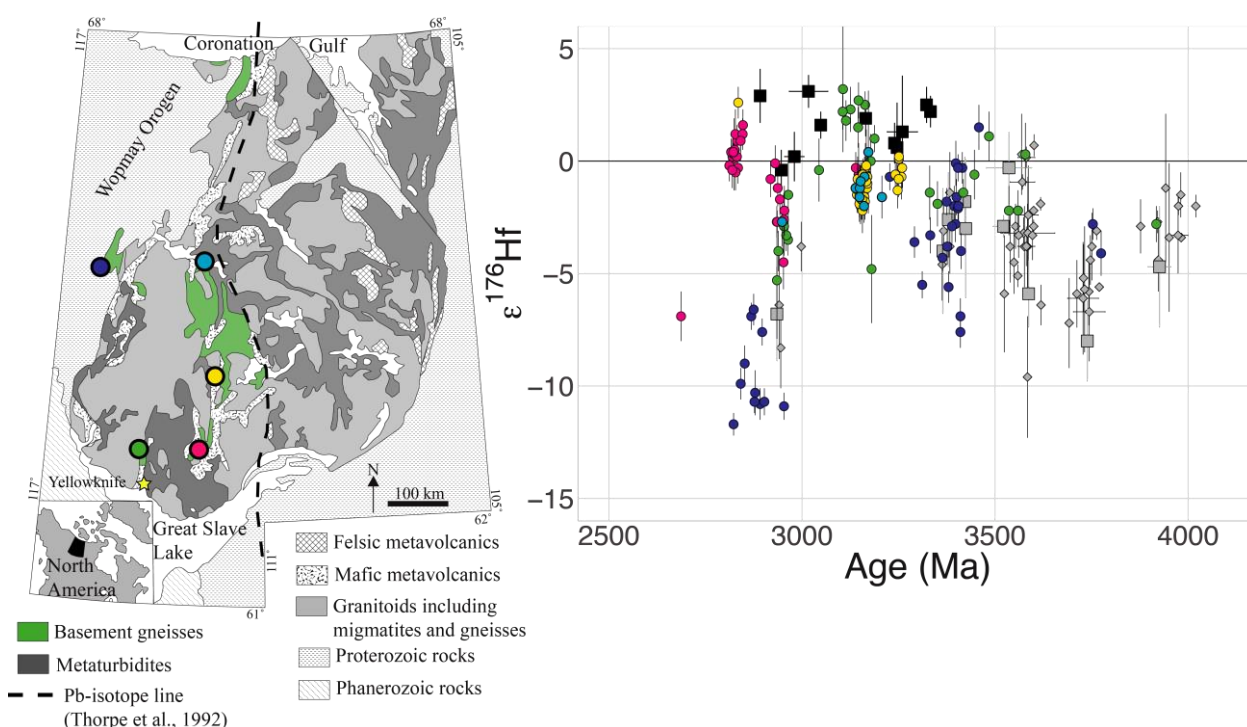 68˚
117˚
Coronation
Gulf
68˚
105˚
Wopmay Orogen
Yellowknife
117˚
N
100 km
105˚
62˚
Great Slave
Lake
111˚
61˚
North
America
Felsic metavolcanics
Mafic metavolcanics
Granitoids including
migmatites and gneisses
Proterozoic rocks
Phanerozoic rocks
Basement gneisses
Metaturbidites
Pb-isotope line
(Thorpe et al., 1992)
5
0
−5
−10
−15
ε¹⁷⁶Hf
2500
3000
3500
4000
Age (Ma)